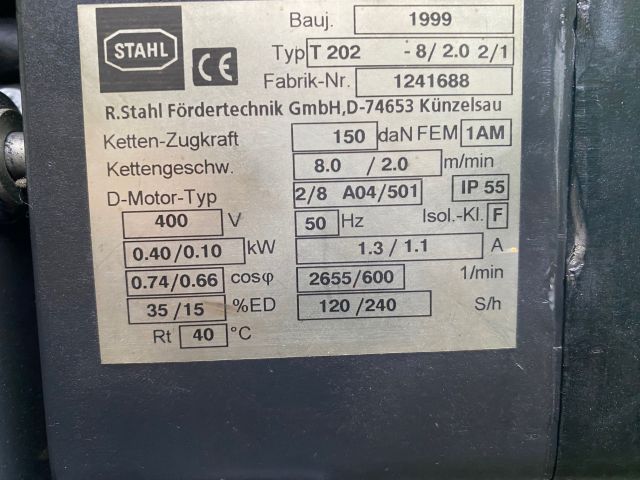 STAHL
CE
Bauj. 1999
Typ T 202 - 8/ 2.0 2/1
Fabrik-Nr. 1241688
R.Stahl Fördertechnik GmbH,D-74653 Künzelsau
Ketten-Zugkraft 150 daN FEM 1AM
Kettengeschw. 8.0 / 2.0 m/min
D-Motor-Typ 2/8 A04/501 IP 55
400 V 50 Hz Isol.-Kl. F
0.40/0.10 kW 1.3/1.1 A
0.74/0.66 cosφ 2655/600 1/min
35/15 %ED 120/240 S/h
Rt 40 °C